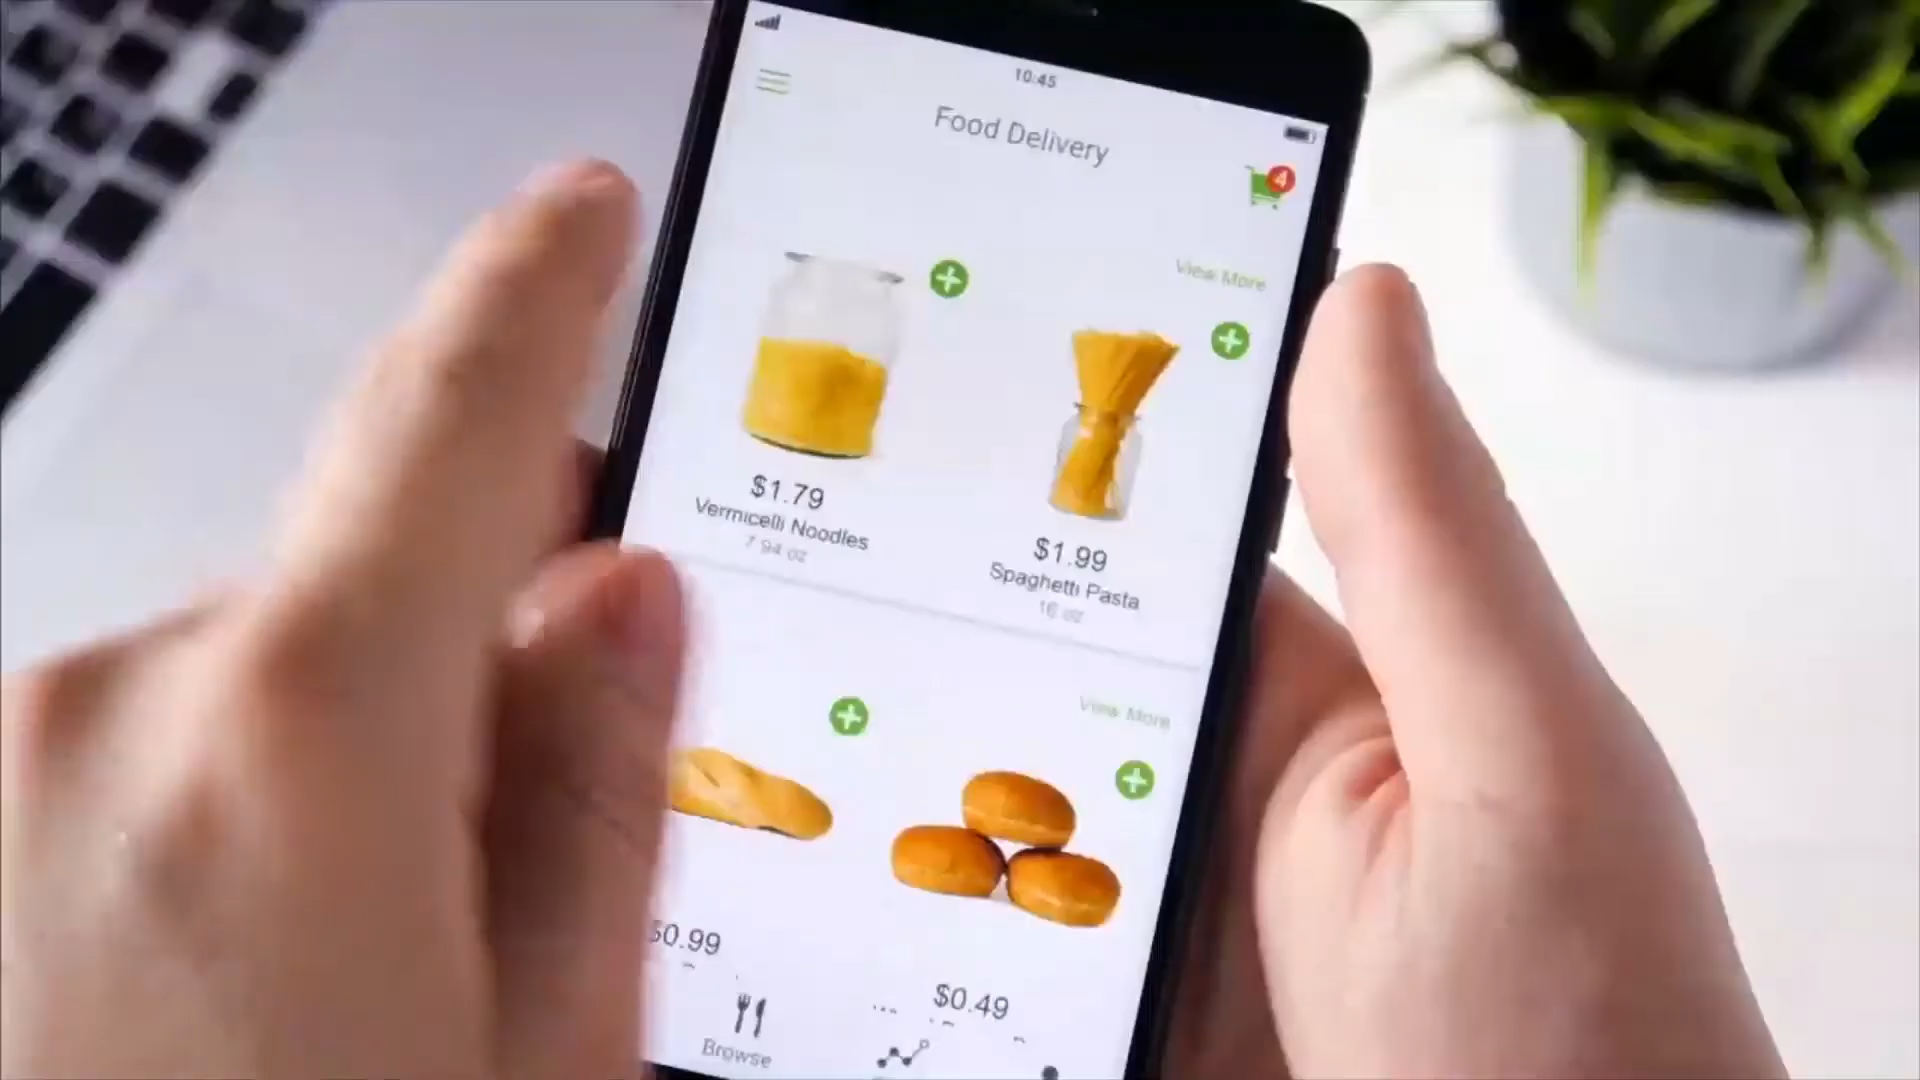 10:45
Food Delivery
4
View More
$1.79
Vermicelli Noodles
7.94 oz
$1.99
Spaghetti Pasta
16 oz
View More
$0.99
$0.49
Browse